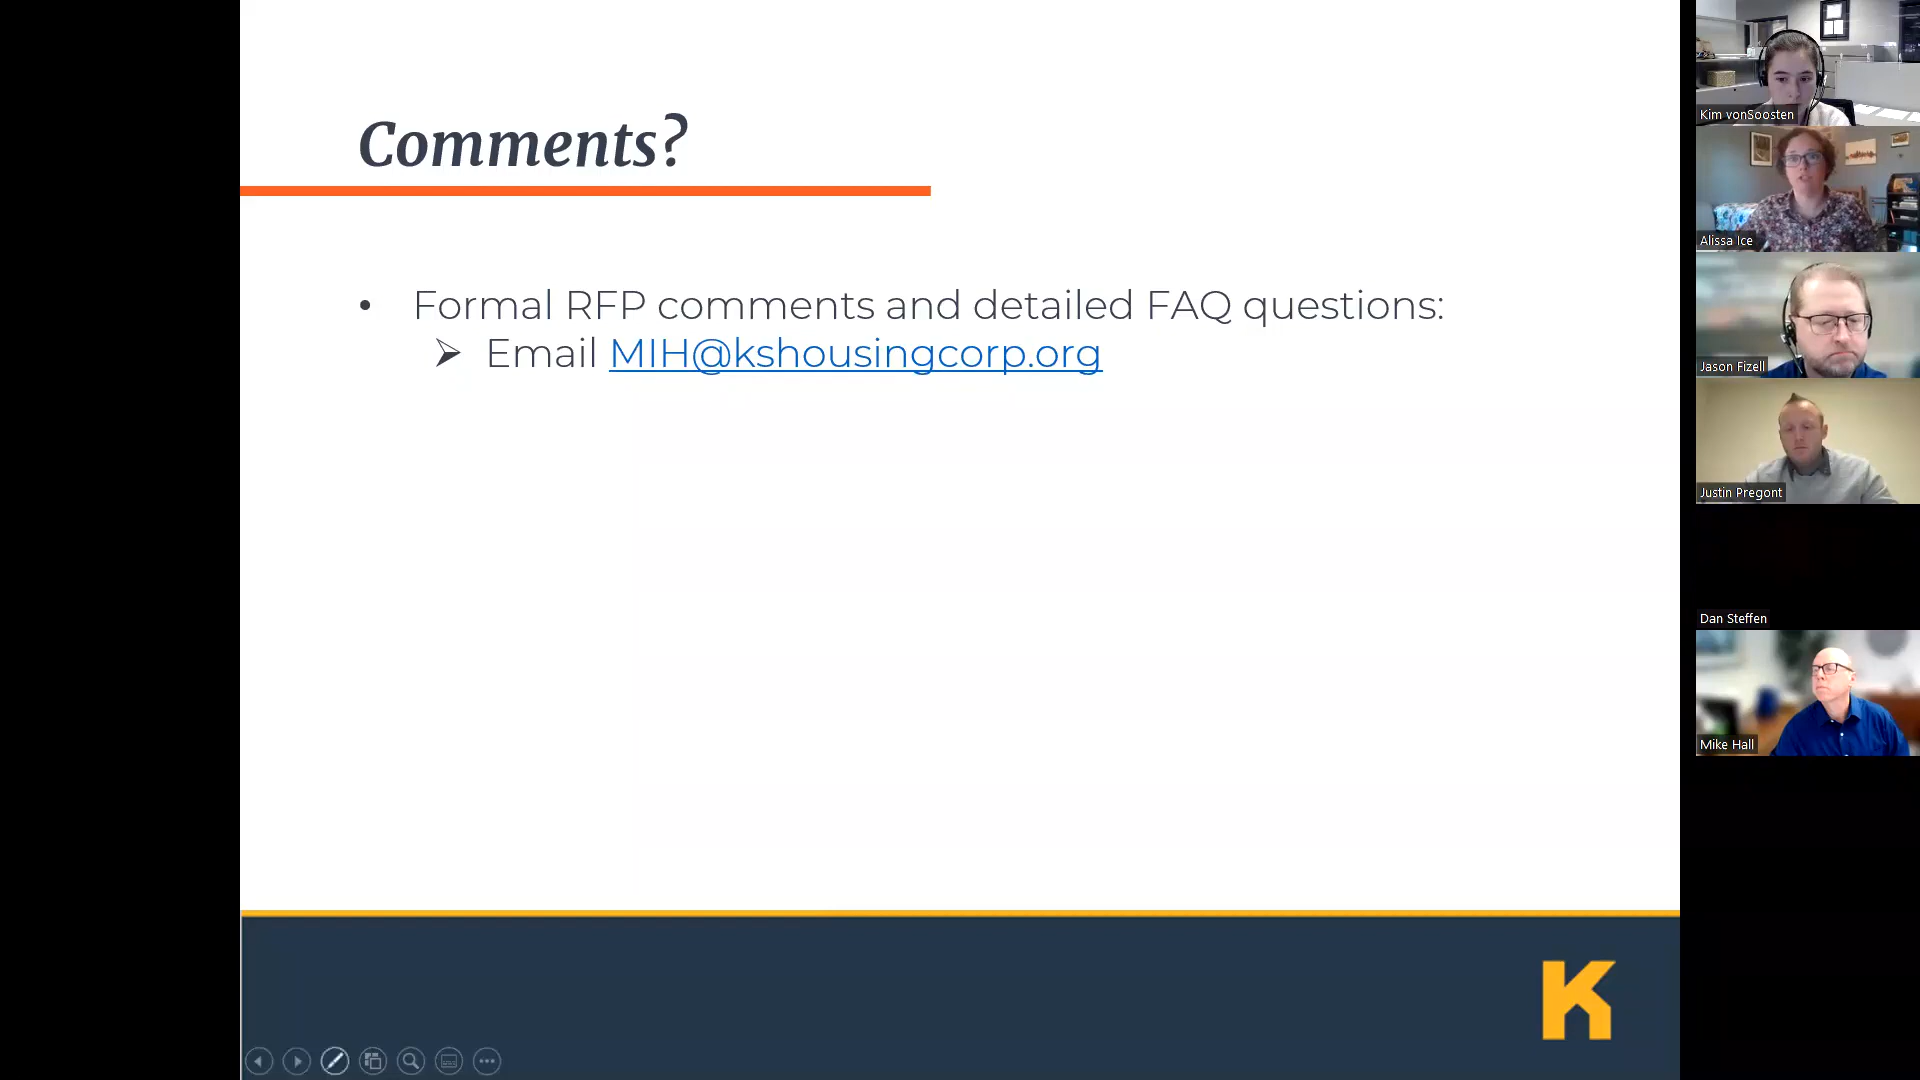 Comments?
• Formal RFP comments and detailed FAQ questions:
➢ Email MIH@kshousingcorp.org
K
Kim vonSoosten
Alissa Ice
Jason Fizell
Justin Pregont
Dan Steffen
Mike Hall